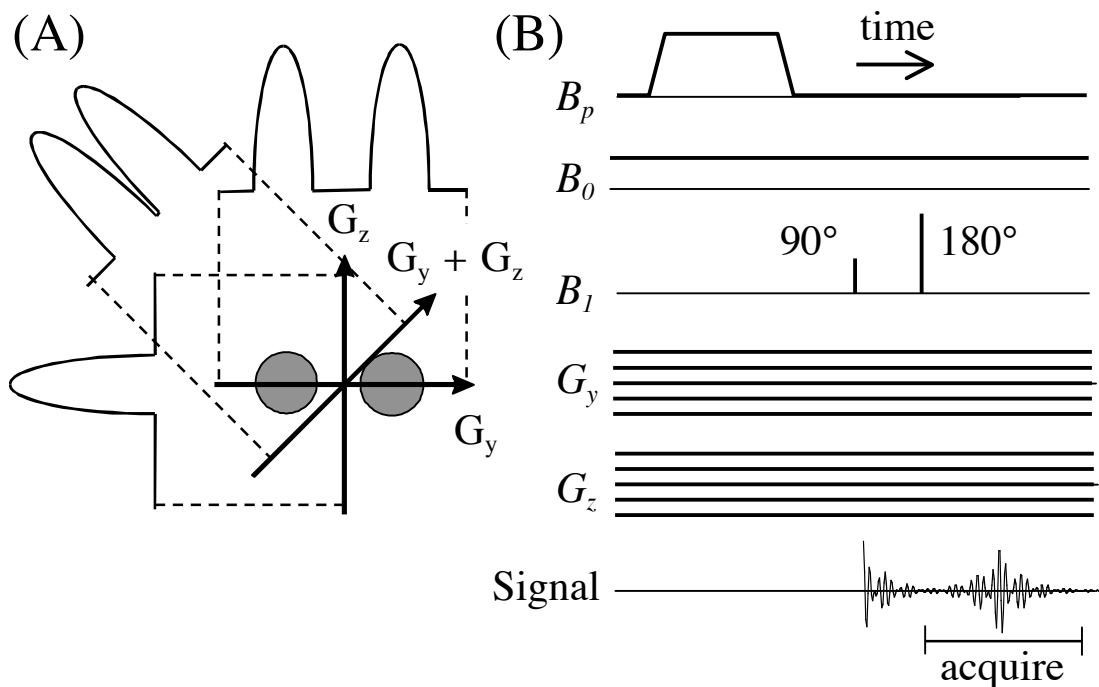 (A)
G_z
G_y + G_z
G_y
(B)
time
B_p
B_0
90° 180°
B_1
G_y
G_z
Signal
acquire